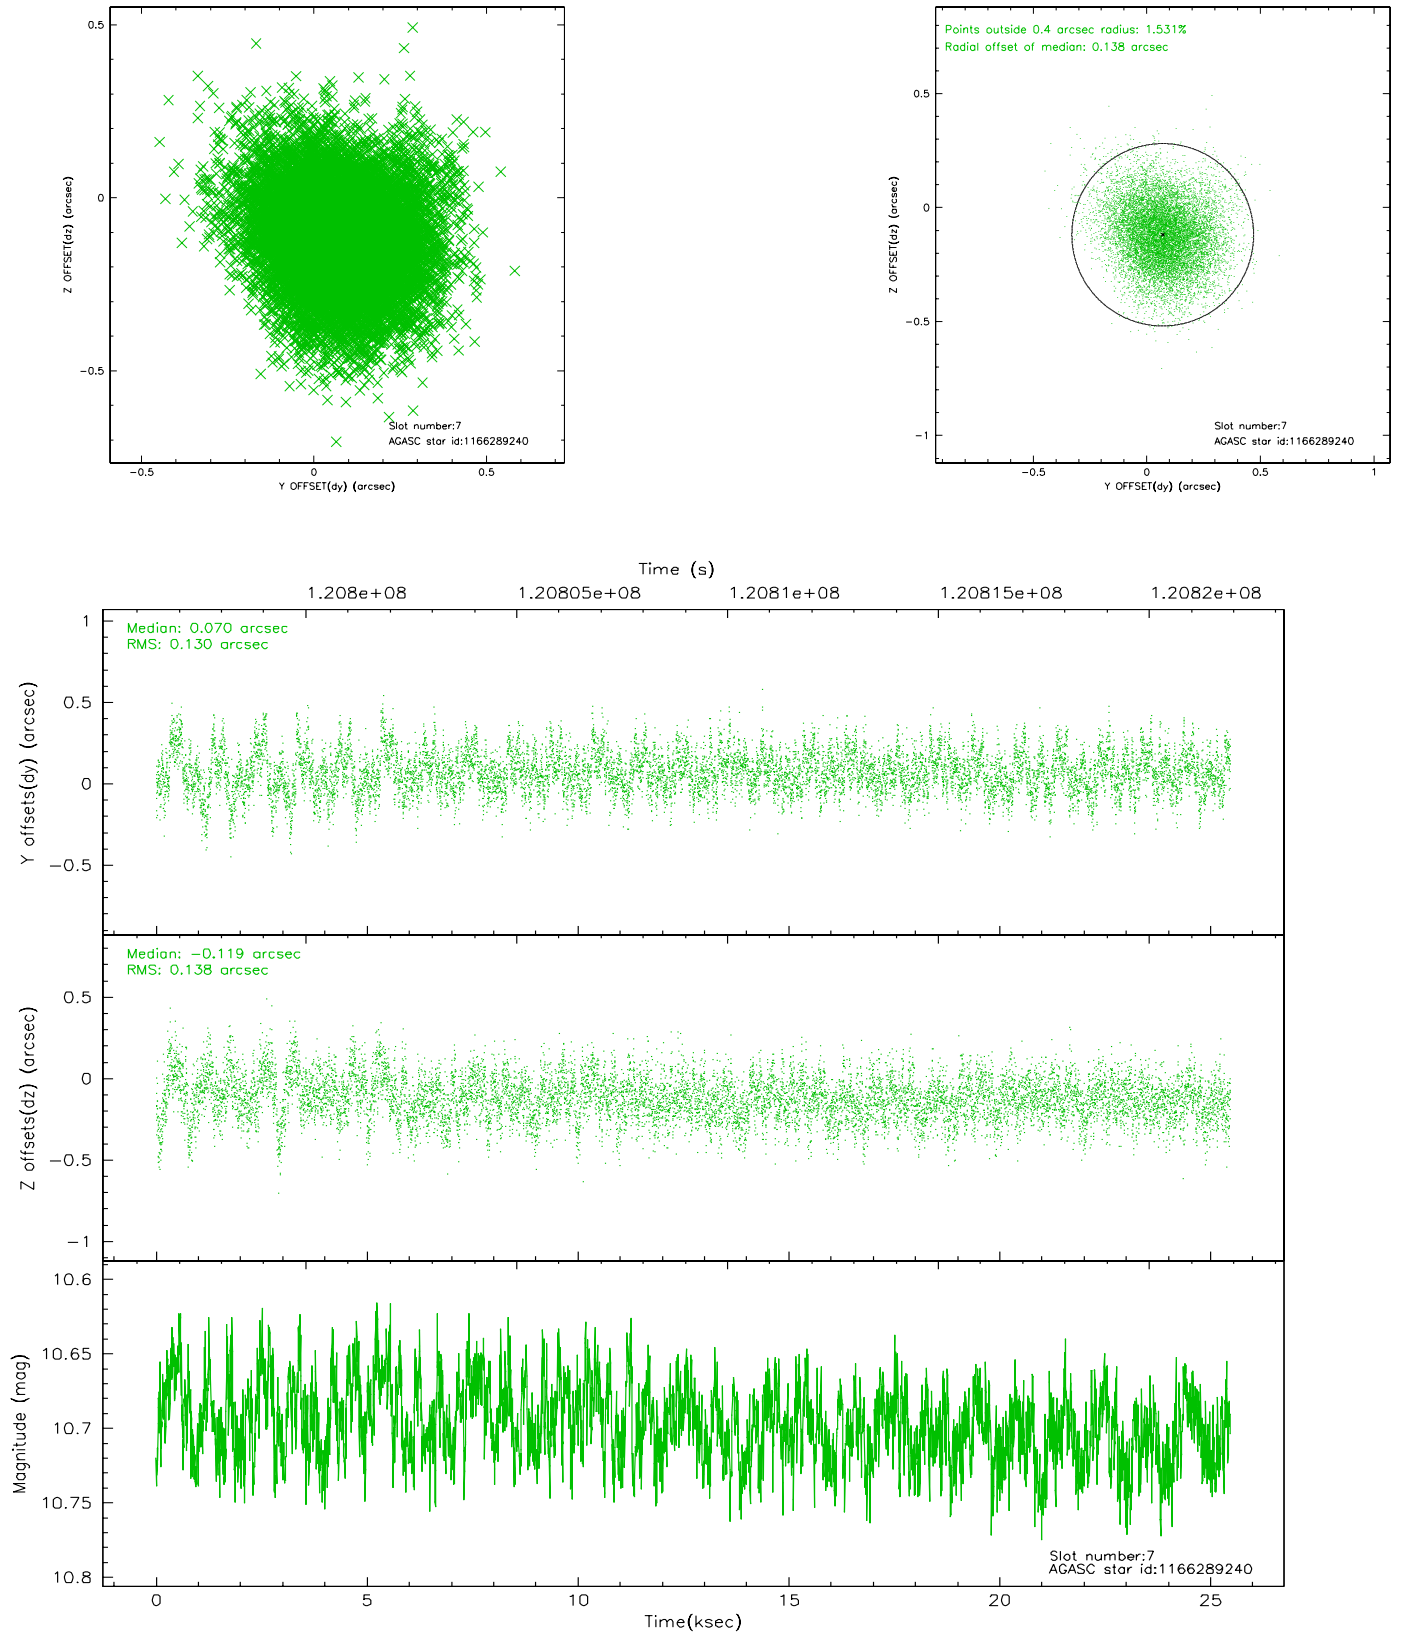 0.5
0
−0.5
Z OFFSET(dz) (arcsec)
Slot number:7
AGASC star id:1166289240
−0.5
0
0.5
Y OFFSET(dy) (arcsec)
Points outside 0.4 arcsec radius: 1.531%
Radial offset of median: 0.138 arcsec
0.5
0
−0.5
−1
Z OFFSET(dz) (arcsec)
Slot number:7
AGASC star id:1166289240
−0.5
0
0.5
1
Y OFFSET(dy) (arcsec)
Time (s)
1.208e+08
1.20805e+08
1.2081e+08
1.20815e+08
1.2082e+08
Median: 0.070 arcsec
RMS: 0.130 arcsec
1
0.5
0
−0.5
Y offsets(dy) (arcsec)
Median: −0.119 arcsec
RMS: 0.138 arcsec
0.5
0
−0.5
−1
Z offsets(dz) (arcsec)
10.6
10.65
10.7
10.75
10.8
Magnitude (mag)
Slot number:7
AGASC star id:1166289240
0
5
10
15
20
25
Time(ksec)